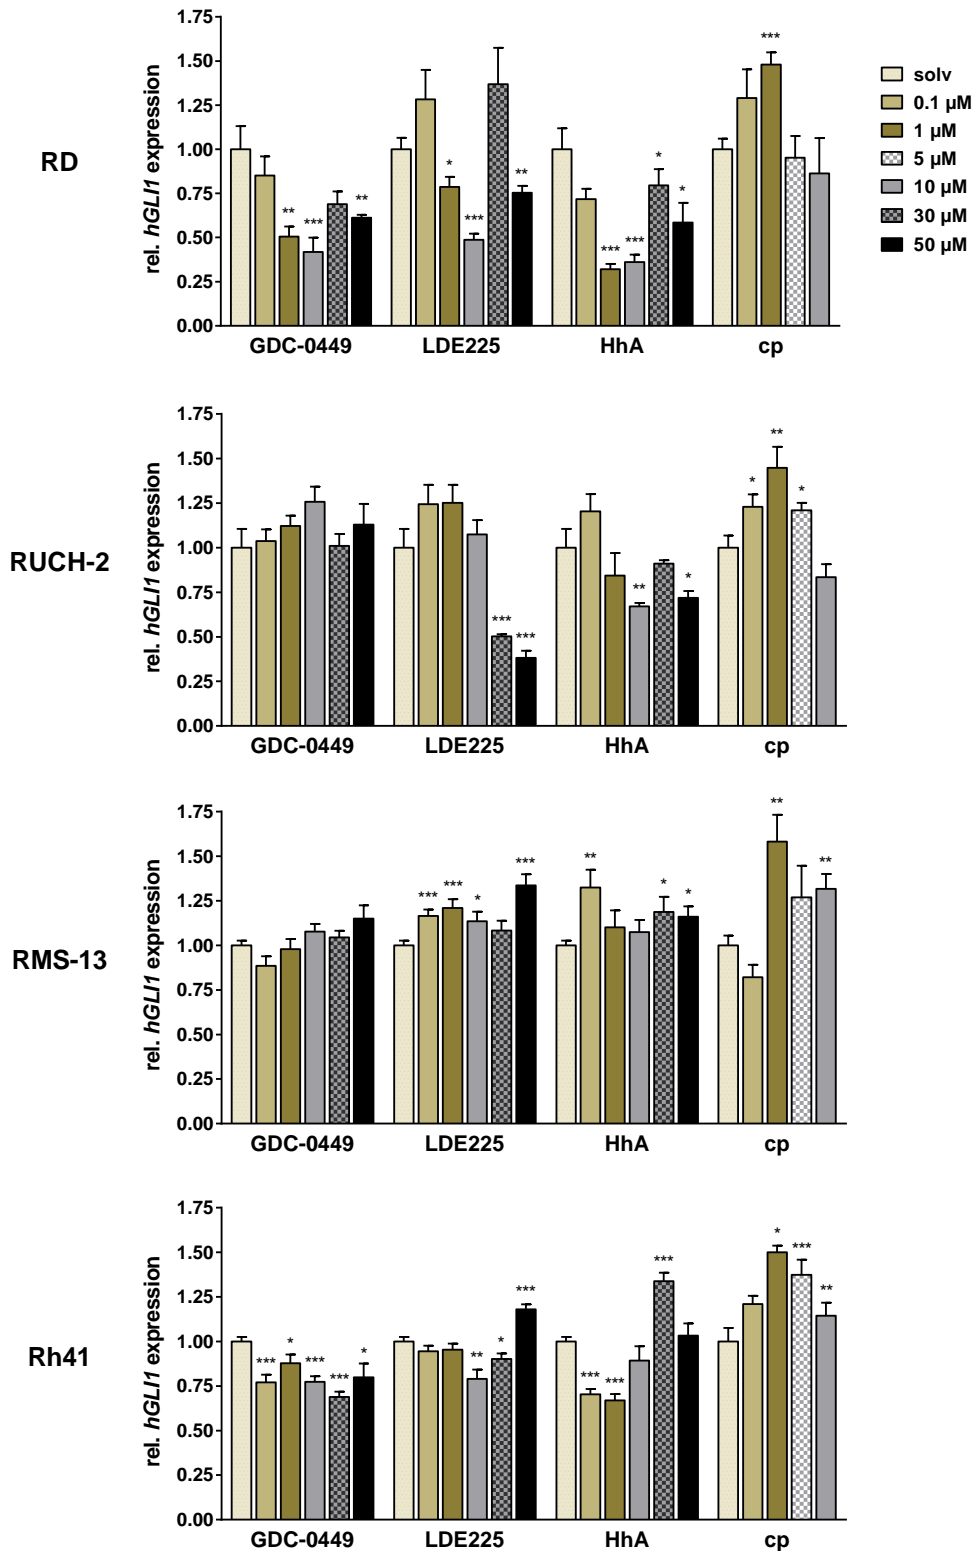 1.75
1.50
1.25
1.00
0.75
0.50
0.25
0.00
rel. hGLI1 expression
RD
** *** **
* *** **
*** *** * *
***
GDC-0449 LDE225 HhA cp
solv
0.1 µM
1 µM
5 µM
10 µM
30 µM
50 µM
1.75
1.50
1.25
1.00
0.75
0.50
0.25
0.00
rel. hGLI1 expression
RUCH-2
*** ***
** *
* ** *
GDC-0449 LDE225 HhA cp
1.75
1.50
1.25
1.00
0.75
0.50
0.25
0.00
rel. hGLI1 expression
RMS-13
*** *** * ***
** * *
** **
GDC-0449 LDE225 HhA cp
1.75
1.50
1.25
1.00
0.75
0.50
0.25
0.00
rel. hGLI1 expression
Rh41
*** * *** *** *
** * ***
*** *** ***
* *** **
GDC-0449 LDE225 HhA cp